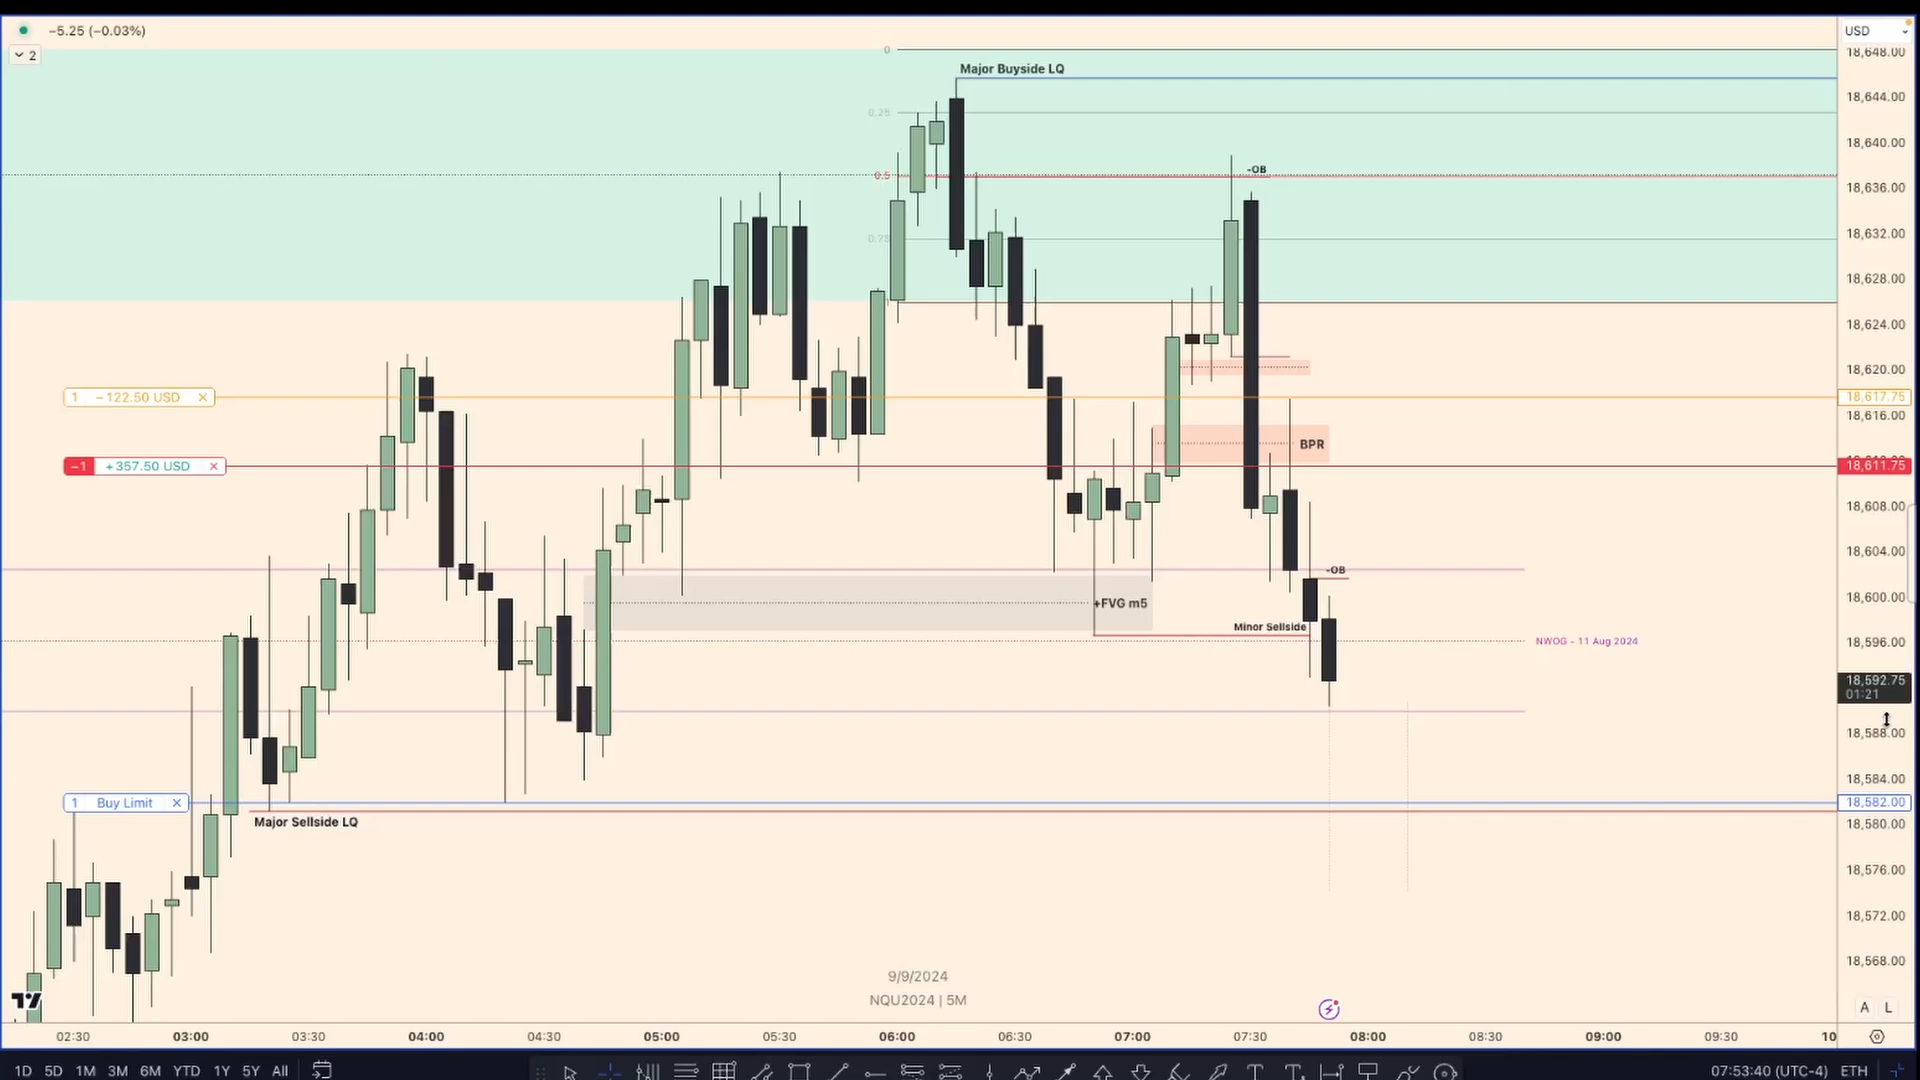 −5.25 (−0.03%)
USD
2
18,648.00
0
Major Buyside LQ
18,644.00
0.25
18,640.00
-OB
0.5
18,636.00
18,632.00
0.75
18,628.00
18,624.00
18,620.00
1 −122.50 USD ×
18,617.75
18,616.00
BPR
−1 +357.50 USD ×
18,611.75
18,608.00
18,604.00
-OB
18,600.00
+FVG m5
Minor Sellside
NWOG - 11 Aug 2024
18,596.00
18,592.75
01:21
18,588.00
18,584.00
1 Buy Limit ×
18,582.00
Major Sellside LQ
18,580.00
18,576.00
18,572.00
18,568.00
9/9/2024
NQU2024 | 5M
A L
02:30 03:00 03:30 04:00 04:30 05:00 05:30 06:00 06:30 07:00 07:30 08:00 08:30 09:00 09:30 10
1D 5D 1M 3M 6M YTD 1Y 5Y All
07:53:40 (UTC-4) ETH